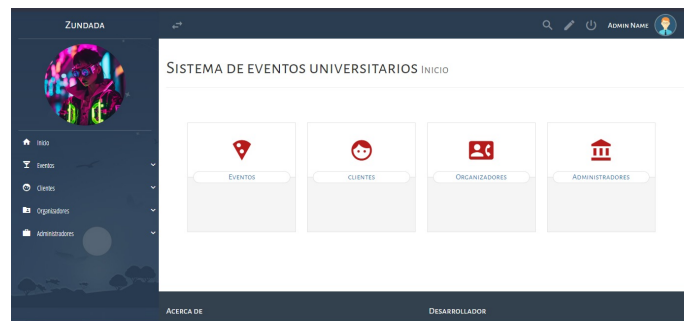 ZUNDADA
ADMIN NAME
SISTEMA DE EVENTOS UNIVERSITARIOS INICIO
Inicio
Eventos
Clientes
Organizadores
Administradores
EVENTOS
CLIENTES
ORGANIZADORES
ADMINISTRADORES
ACERCA DE
DESARROLLADOR